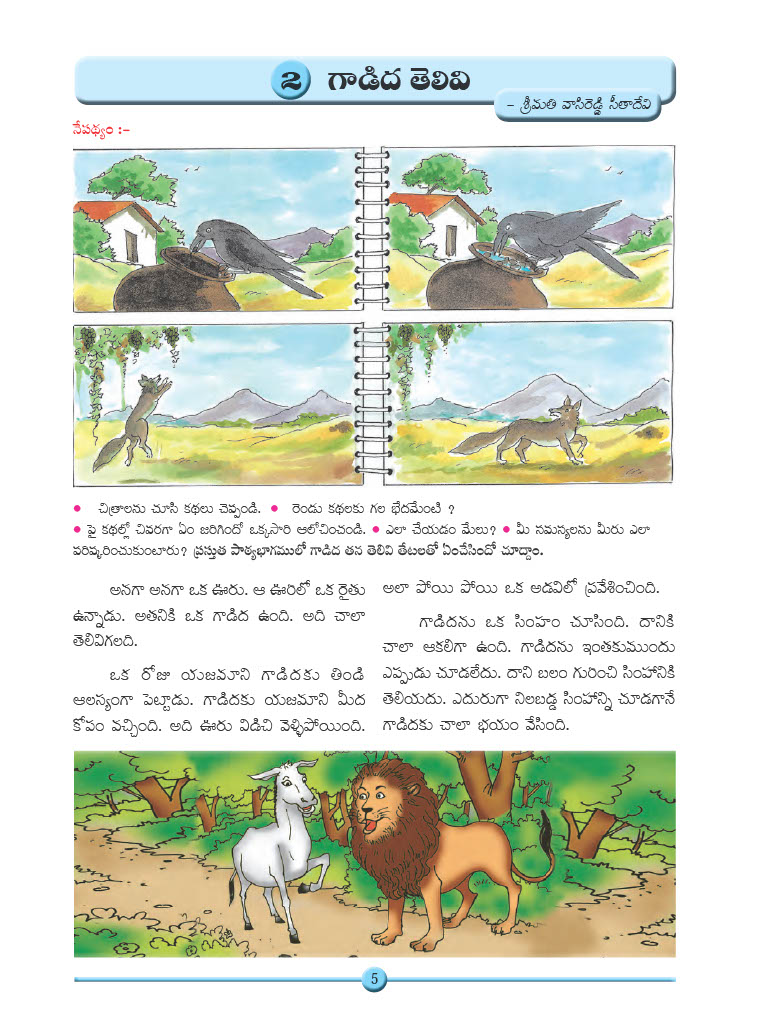 2 గాడిద తెలివి
- శ్రీమతి వాసిరెడ్డి సీతాదేవి
నేపథ్యం :-
• చిత్రాలను చూసి కథలు చెప్పండి. • రెండు కథలకు గల భేదమేంటి ?
• పై కథల్లో చివరగా ఏం జరిగిందో ఒక్కసారి ఆలోచించండి. • ఎలా చేయడం మేలు? • మీ సమస్యలను మీరు ఎలా
పరిష్కరించుకుంటారు? ప్రస్తుత పాఠ్యభాగములో గాడిద తన తెలివి తేటలతో ఏంచేసిందో చూద్దాం.
అనగా అనగా ఒక ఊరు. ఆ ఊరిలో ఒక రైతు
ఉన్నాడు. అతనికి ఒక గాడిద ఉంది. అది చాలా
తెలివిగలది.
ఒక రోజు యజమాని గాడిదకు తిండి
ఆలస్యంగా పెట్టాడు. గాడిదకు యజమాని మీద
కోపం వచ్చింది. అది ఊరు విడిచి వెళ్ళిపోయింది.
అలా పోయి పోయి ఒక అడవిలో ప్రవేశించింది.
గాడిదను ఒక సింహం చూసింది. దానికి
చాలా ఆకలిగా ఉంది. గాడిదను ఇంతకుముందు
ఎప్పుడు చూడలేదు. దాని బలం గురించి సింహానికి
తెలియదు. ఎదురుగా నిలబడ్డ సింహాన్ని చూడగానే
గాడిదకు చాలా భయం వేసింది.
5